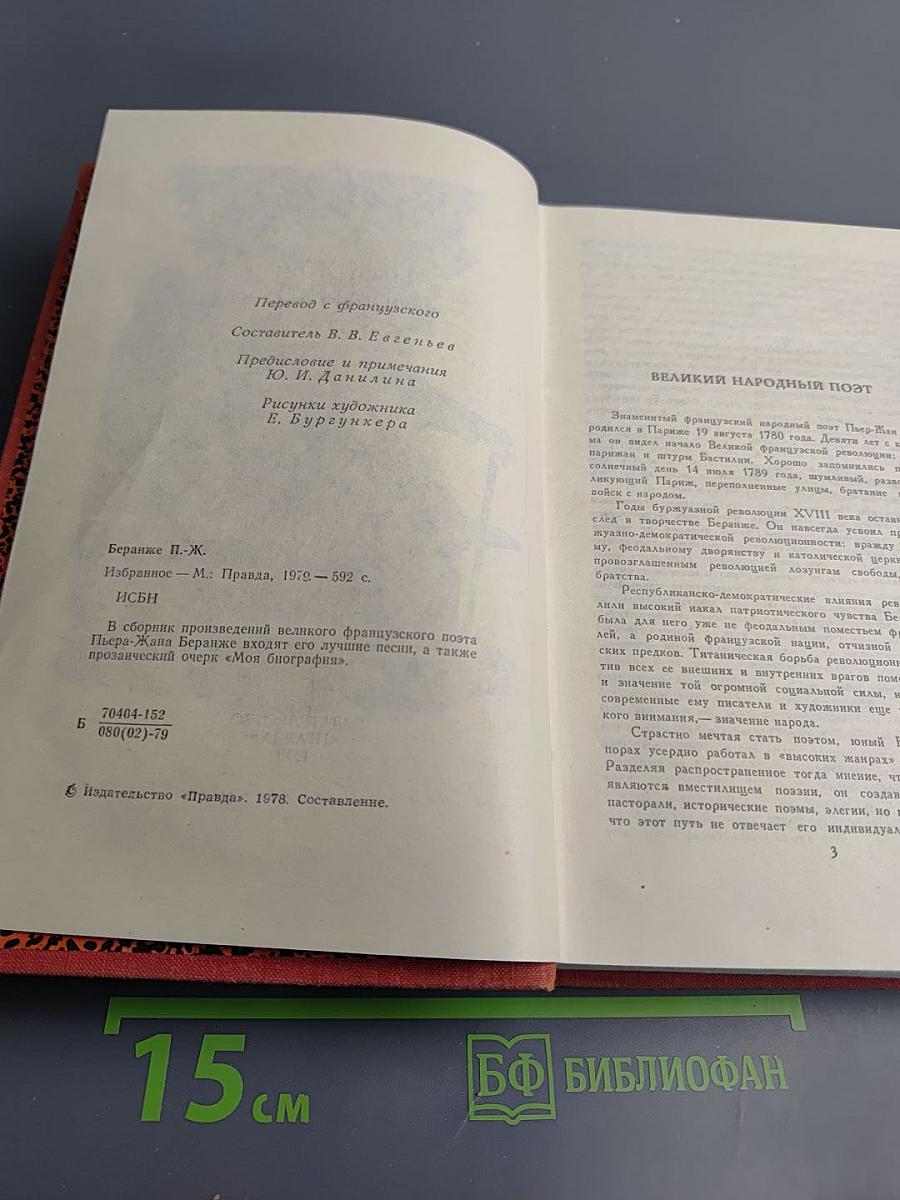 Перевод с французского
Составитель В. В. Евгеньев
Предисловие и примечания
Ю. И. Данилина
Рисунки художника
Е. Бургункера
Беранже П.-Ж.
Избранное — М.: Правда, 1979. — 592 с.
ИСБН
В сборник произведений великого французского поэта
Пьера-Жана Беранже входят его лучшие песни, а также
прозаический очерк «Моя биография».
Б 70404-152
080(02)-79
© Издательство «Правда». 1978. Составление.
ВЕЛИКИЙ НАРОДНЫЙ ПОЭТ
Знаменитый французский народный поэт Пьер-Жан
родился в Париже 19 августа 1780 года. Девяти лет с
ма он видел начало Великой французской революции:
парижан и штурм Бастилии. Хорошо запомнились
солнечный день 14 июля 1789 года, шумливый,
ликующий Париж, переполненные улицы, братание
войск с народом.
Годы буржуазной революции XVIII века
след в творчестве Беранже. Он навсегда усвоил
жуазно-демократической революционности: вражду
му, феодальному дворянству и католической
провозглашенным революцией лозунгам свободы,
братства.
Республиканско-демократические влияния
лили высокий накал патриотического чувства
была для него уже не феодальным поместьем
лей, а родиной французской нации, отчизной
ских предков. Титаническая борьба
тив всех ее внешних и внутренних врагов
и значение той огромной социальной силы,
современные ему писатели и художники еще
кого внимания,— значение народа.
Страстно мечтая стать поэтом, юный
порах усердно работал в «высоких жанрах»
Разделяя распространенное тогда мнение,
являются вместилищем поэзии, он
пасторали, исторические поэмы, элегии, но
что этот путь не отвечает его
3
15 см
БФ БИБЛИОФАН